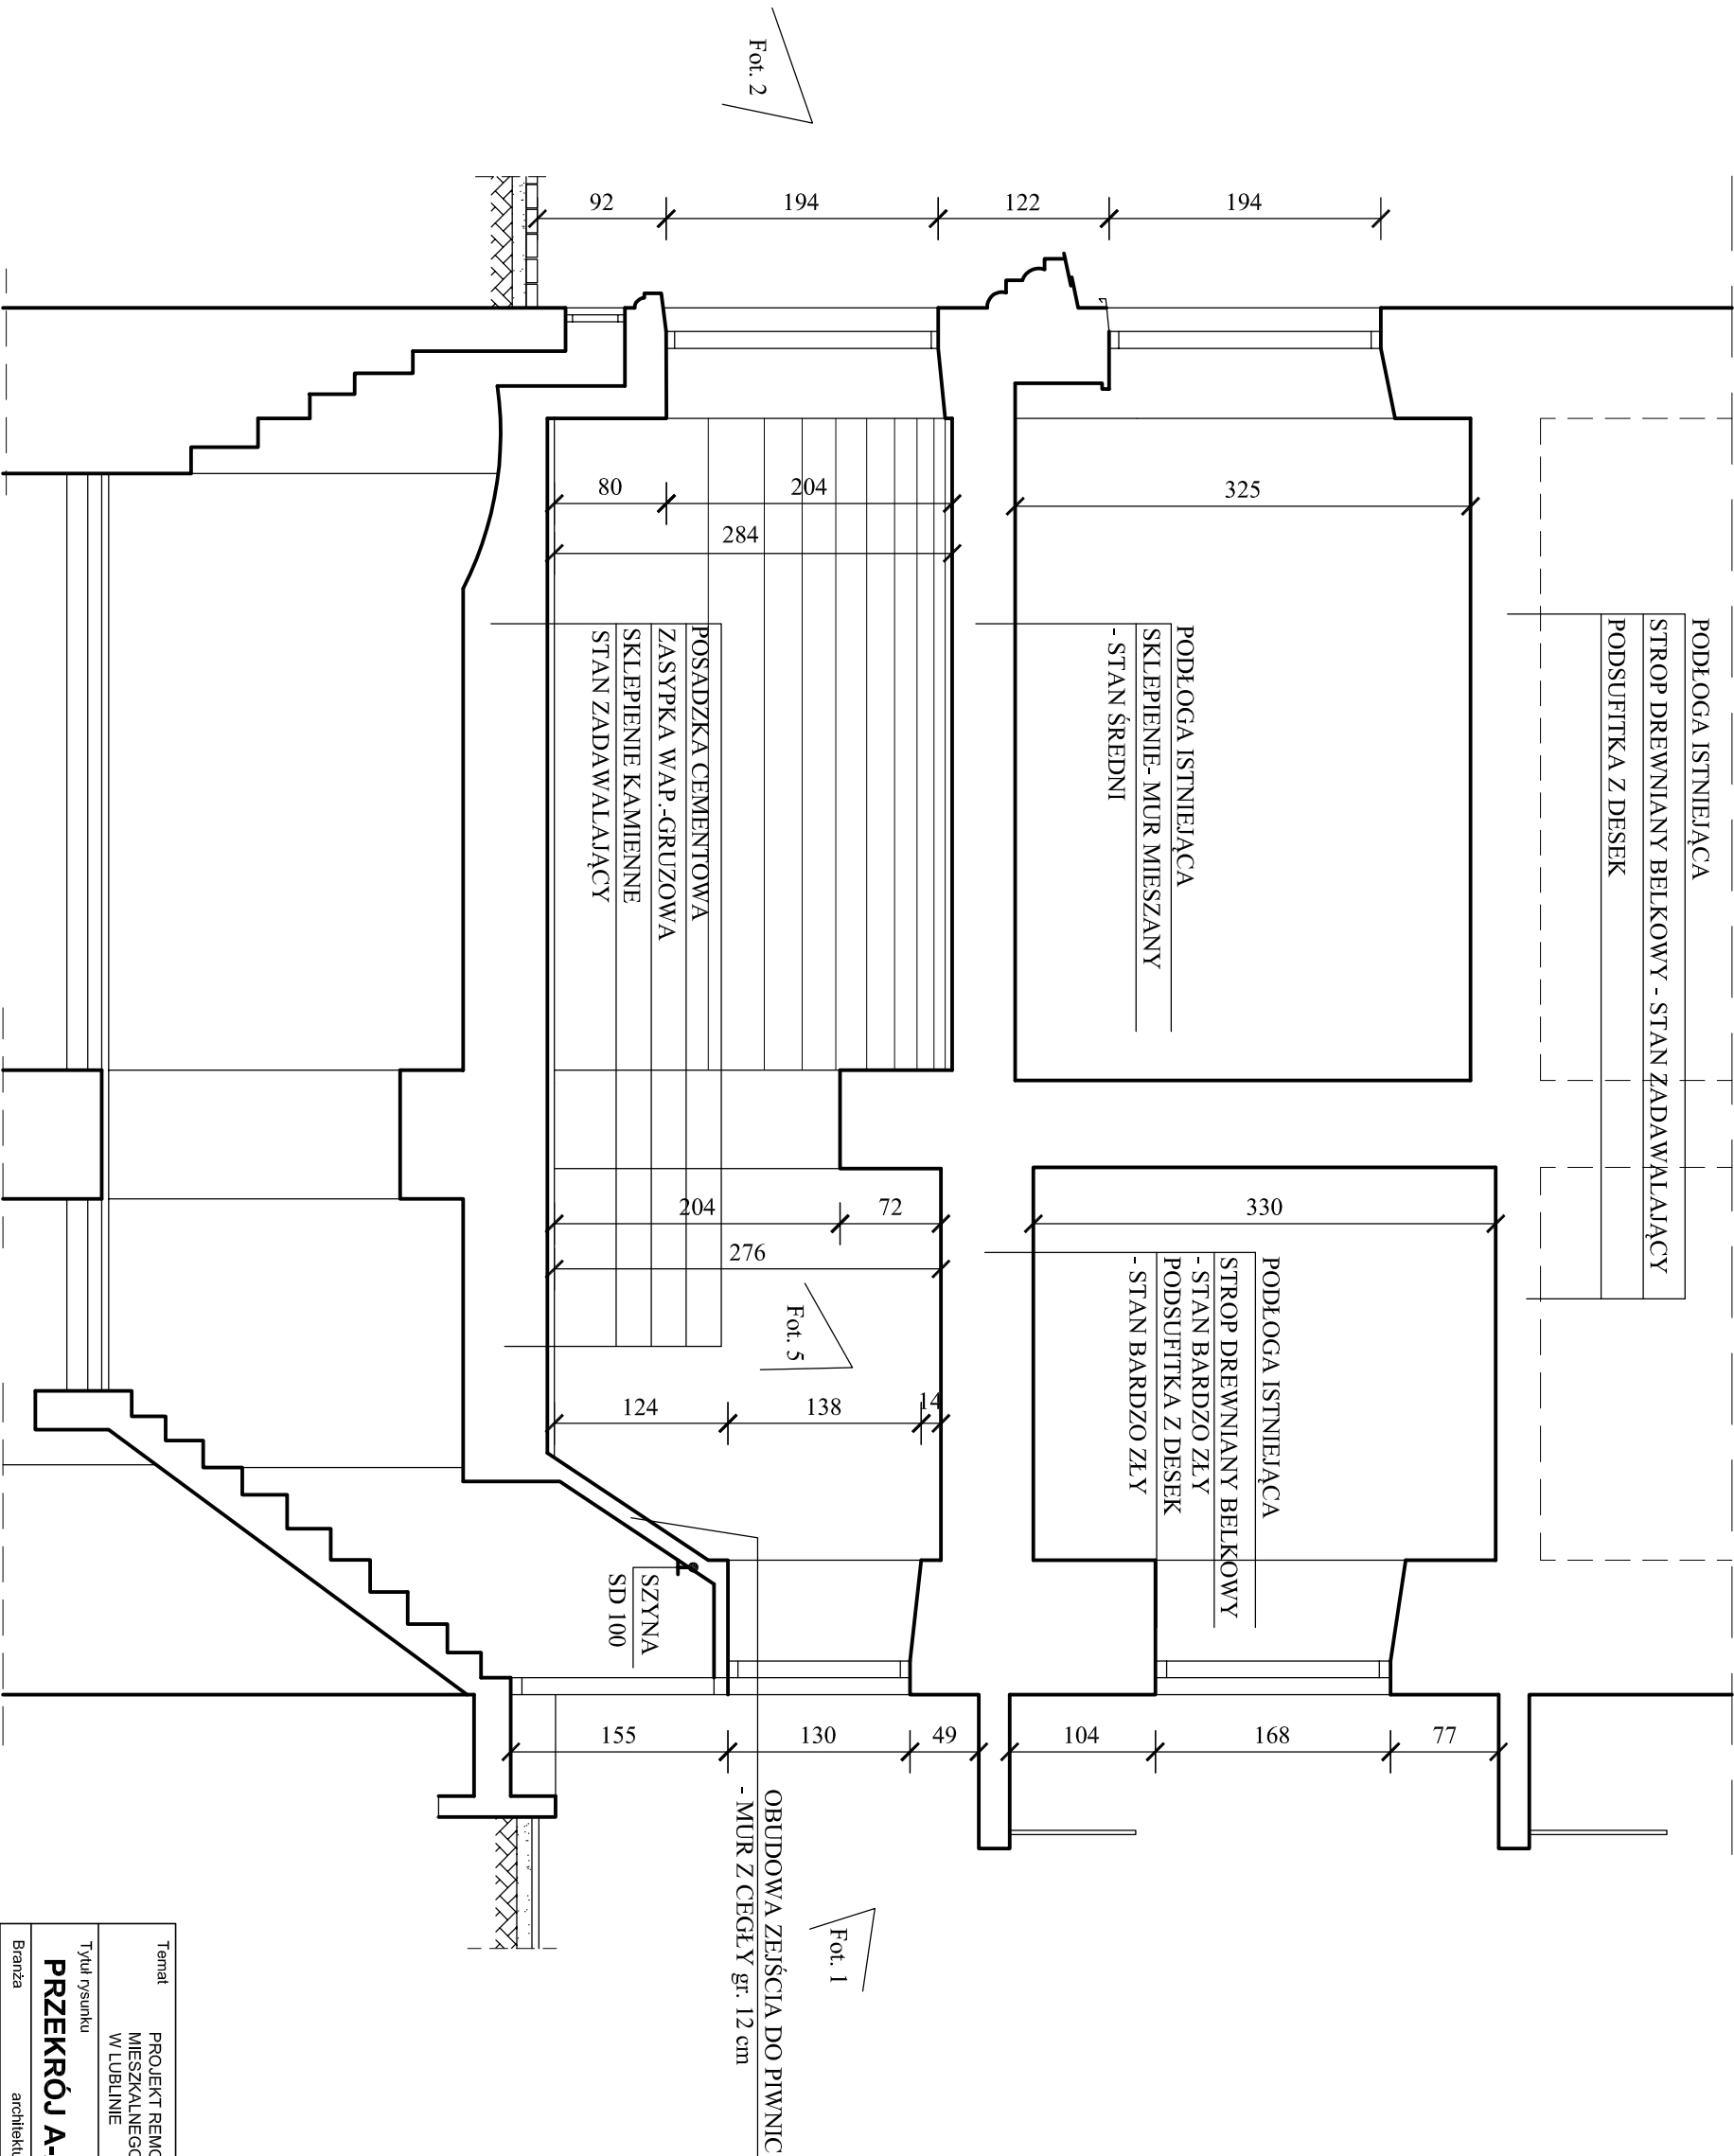 PODŁOGA ISTNIEJĄCA
STROP DREWNIANY BELKOWY - STAN ZADAWALAJĄCY
PODSUFITKA Z DESEK
PODŁOGA ISTNIEJĄCA
SKLEPIENIE- MUR MIESZANY
- STAN ŚREDNI
PODŁOGA ISTNIEJĄCA
STROP DREWNIANY BELKOWY
- STAN BARDZO ZŁY
PODSUFITKA Z DESEK
- STAN BARDZO ZŁY
POSADZKA CEMENTOWA
ZASYPKA WAP.-GRUZOWA
SKLEPIENIE KAMIENNE
STAN ZADAWALAJĄCY
SZYNA
SD 100
OBUDOWA ZEJŚCIA DO PIWNIC
- MUR Z CEGŁY gr. 12 cm
Fot. 2
Fot. 5
Fot. 1
92
194
122
194
80
204
284
325
204
72
276
330
124
138
14
155
130
49
104
168
77
Temat
PROJEKT REMO
MIESZKALNEGO
W LUBLINIE
Tytuł rysunku
PRZEKRÓJ A-
Branża
architektu